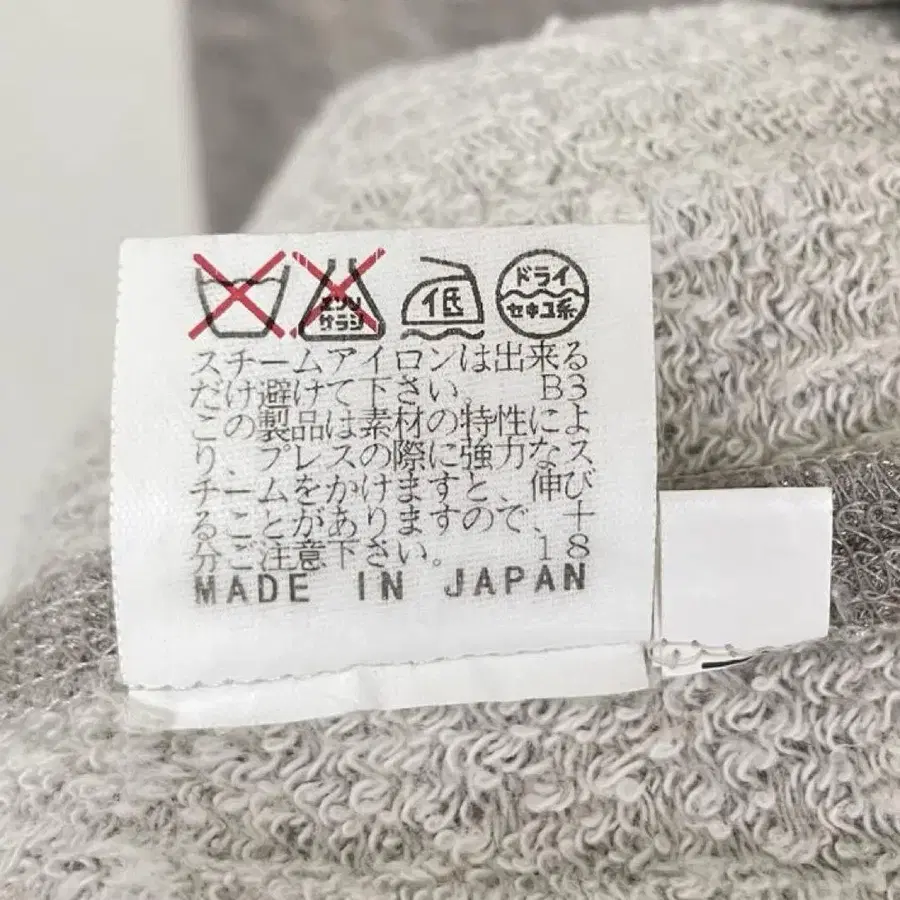 エンソ
サラシ
低
ドライ
セキユ系
スチームアイロンは出来る
だけ避けて下さい。 B3
この製品は素材の特性によ
り、プレスの際に強力なス
チームをかけますと、伸び
ることがありますので、十
分ご注意下さい。 18
MADE IN JAPAN